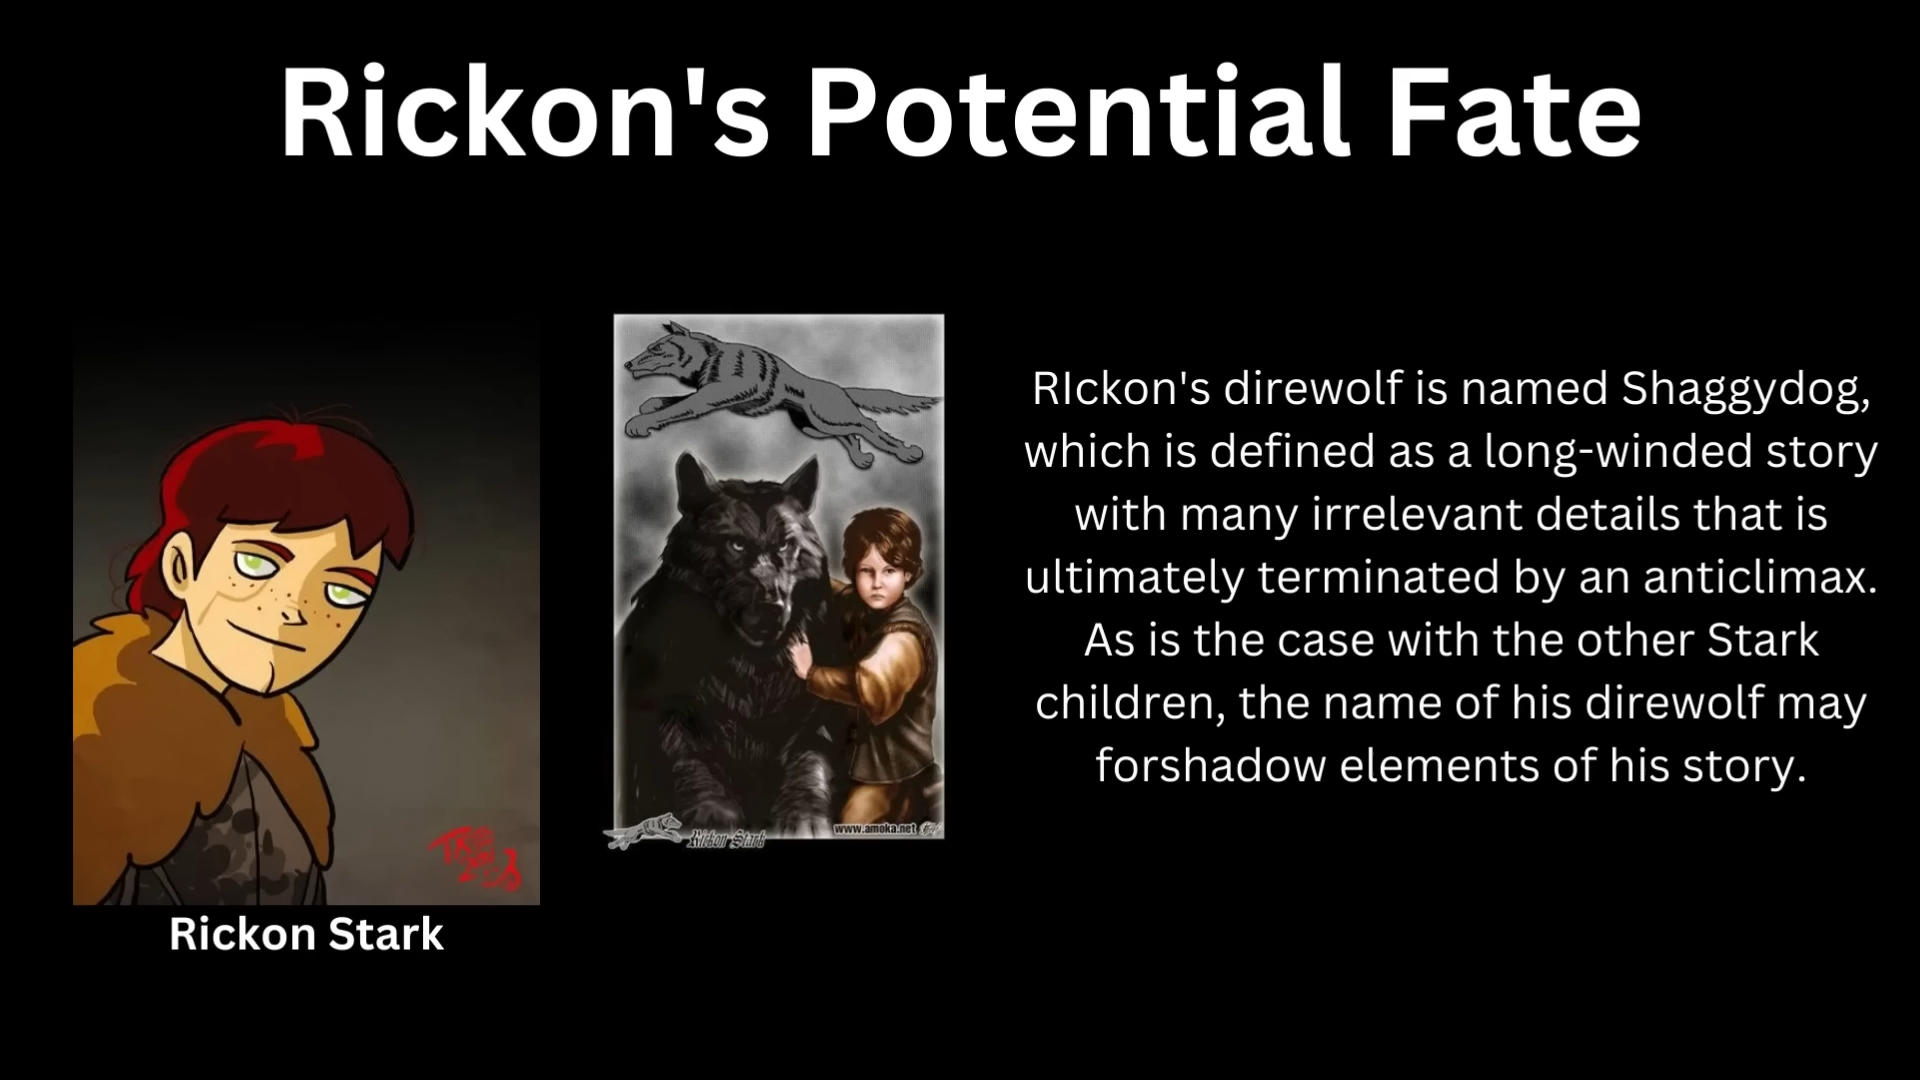 Rickon's Potential Fate
RIckon's direwolf is named Shaggydog,
which is defined as a long-winded story
with many irrelevant details that is
ultimately terminated by an anticlimax.
As is the case with the other Stark
children, the name of his direwolf may
forshadow elements of his story.
Rickon Stark
www.amoka.net
Rickon Stark